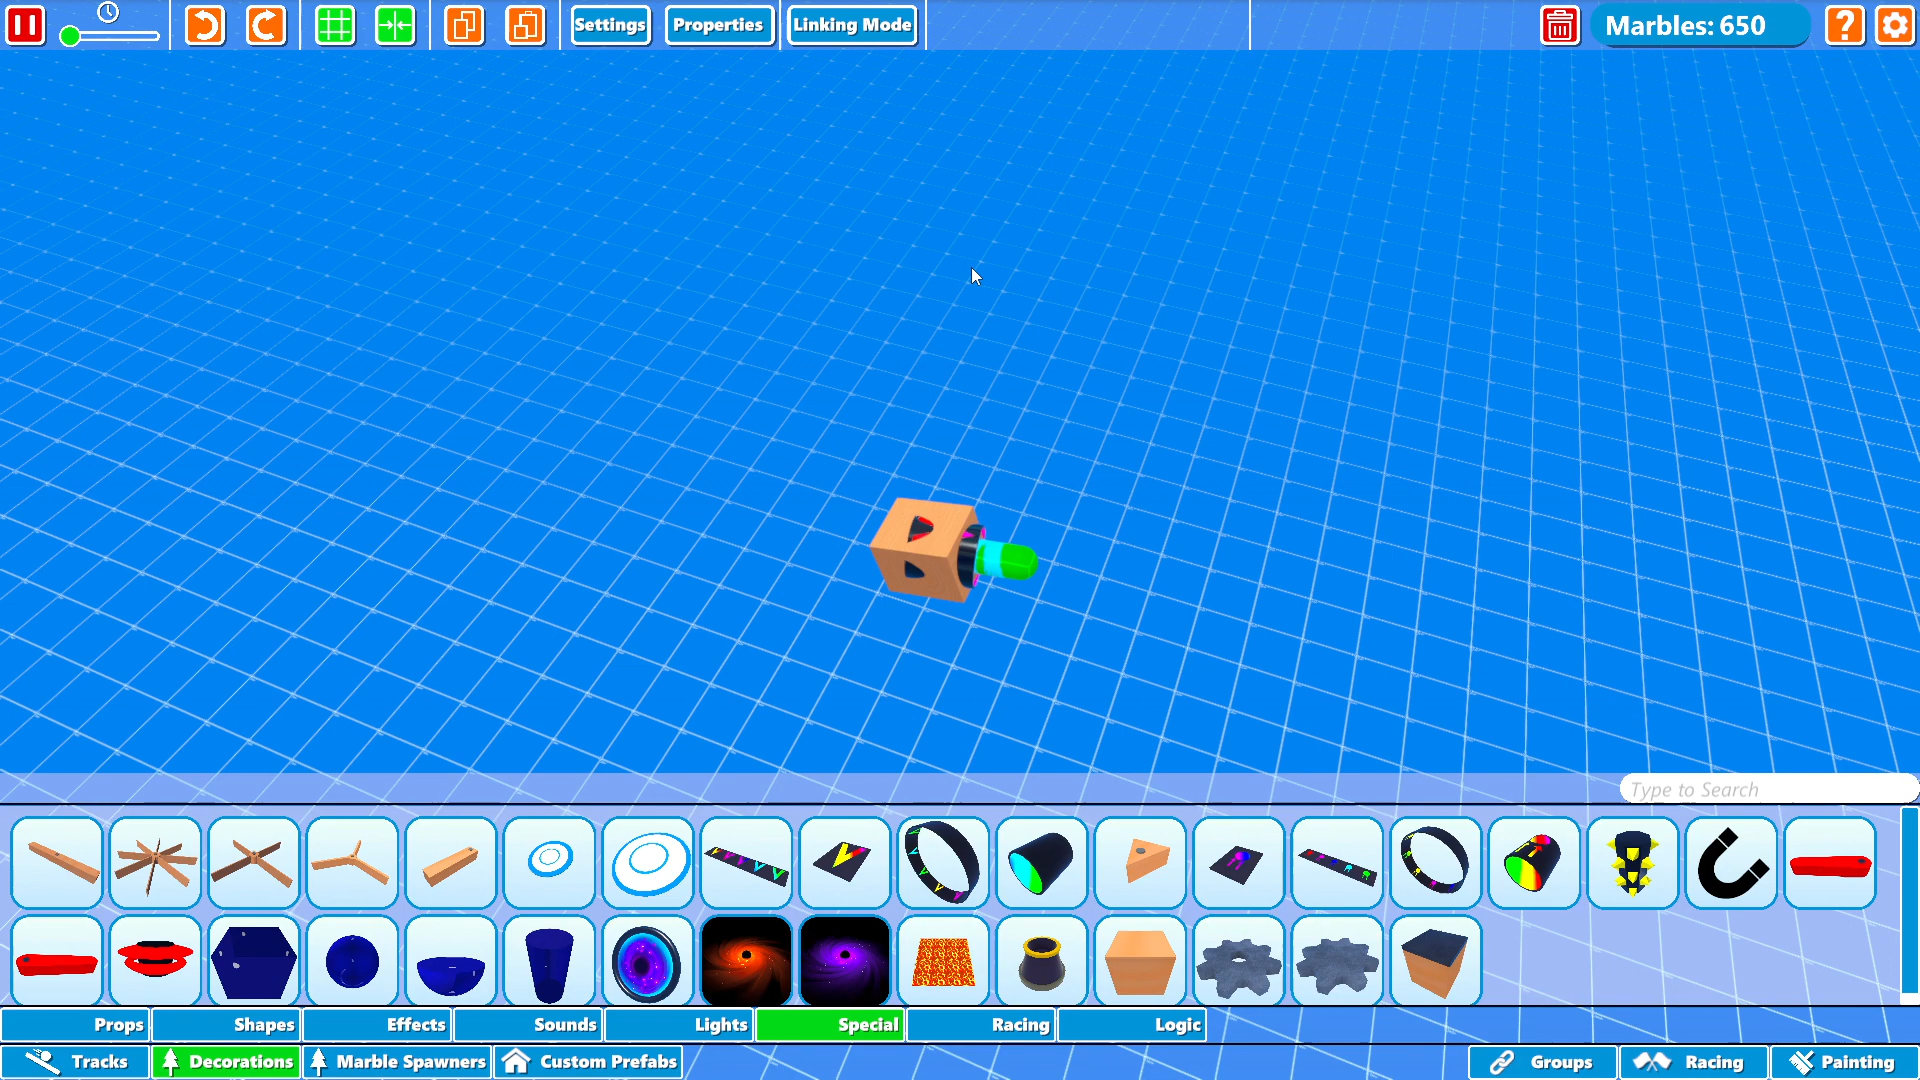 Settings
Properties
Linking Mode
Marbles: 650
?
Type to Search
Props
Shapes
Effects
Sounds
Lights
Special
Racing
Logic
Tracks
Decorations
Marble Spawners
Custom Prefabs
Groups
Racing
Painting